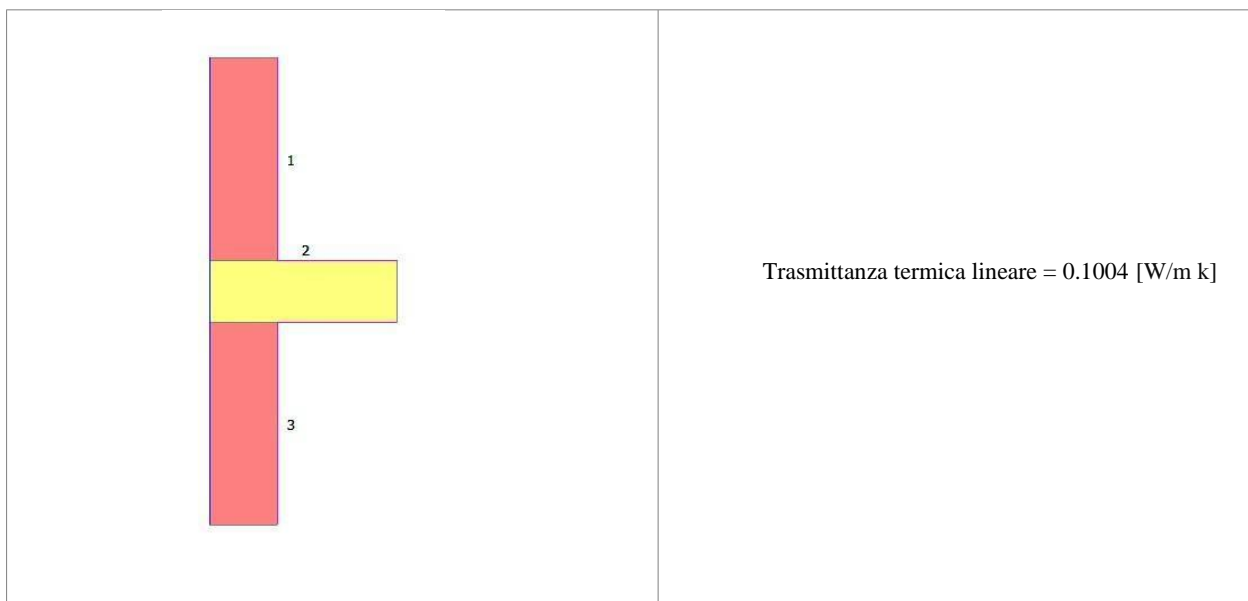 1
2
Trasmittanza termica lineare = 0.1004 [W/m k]
3